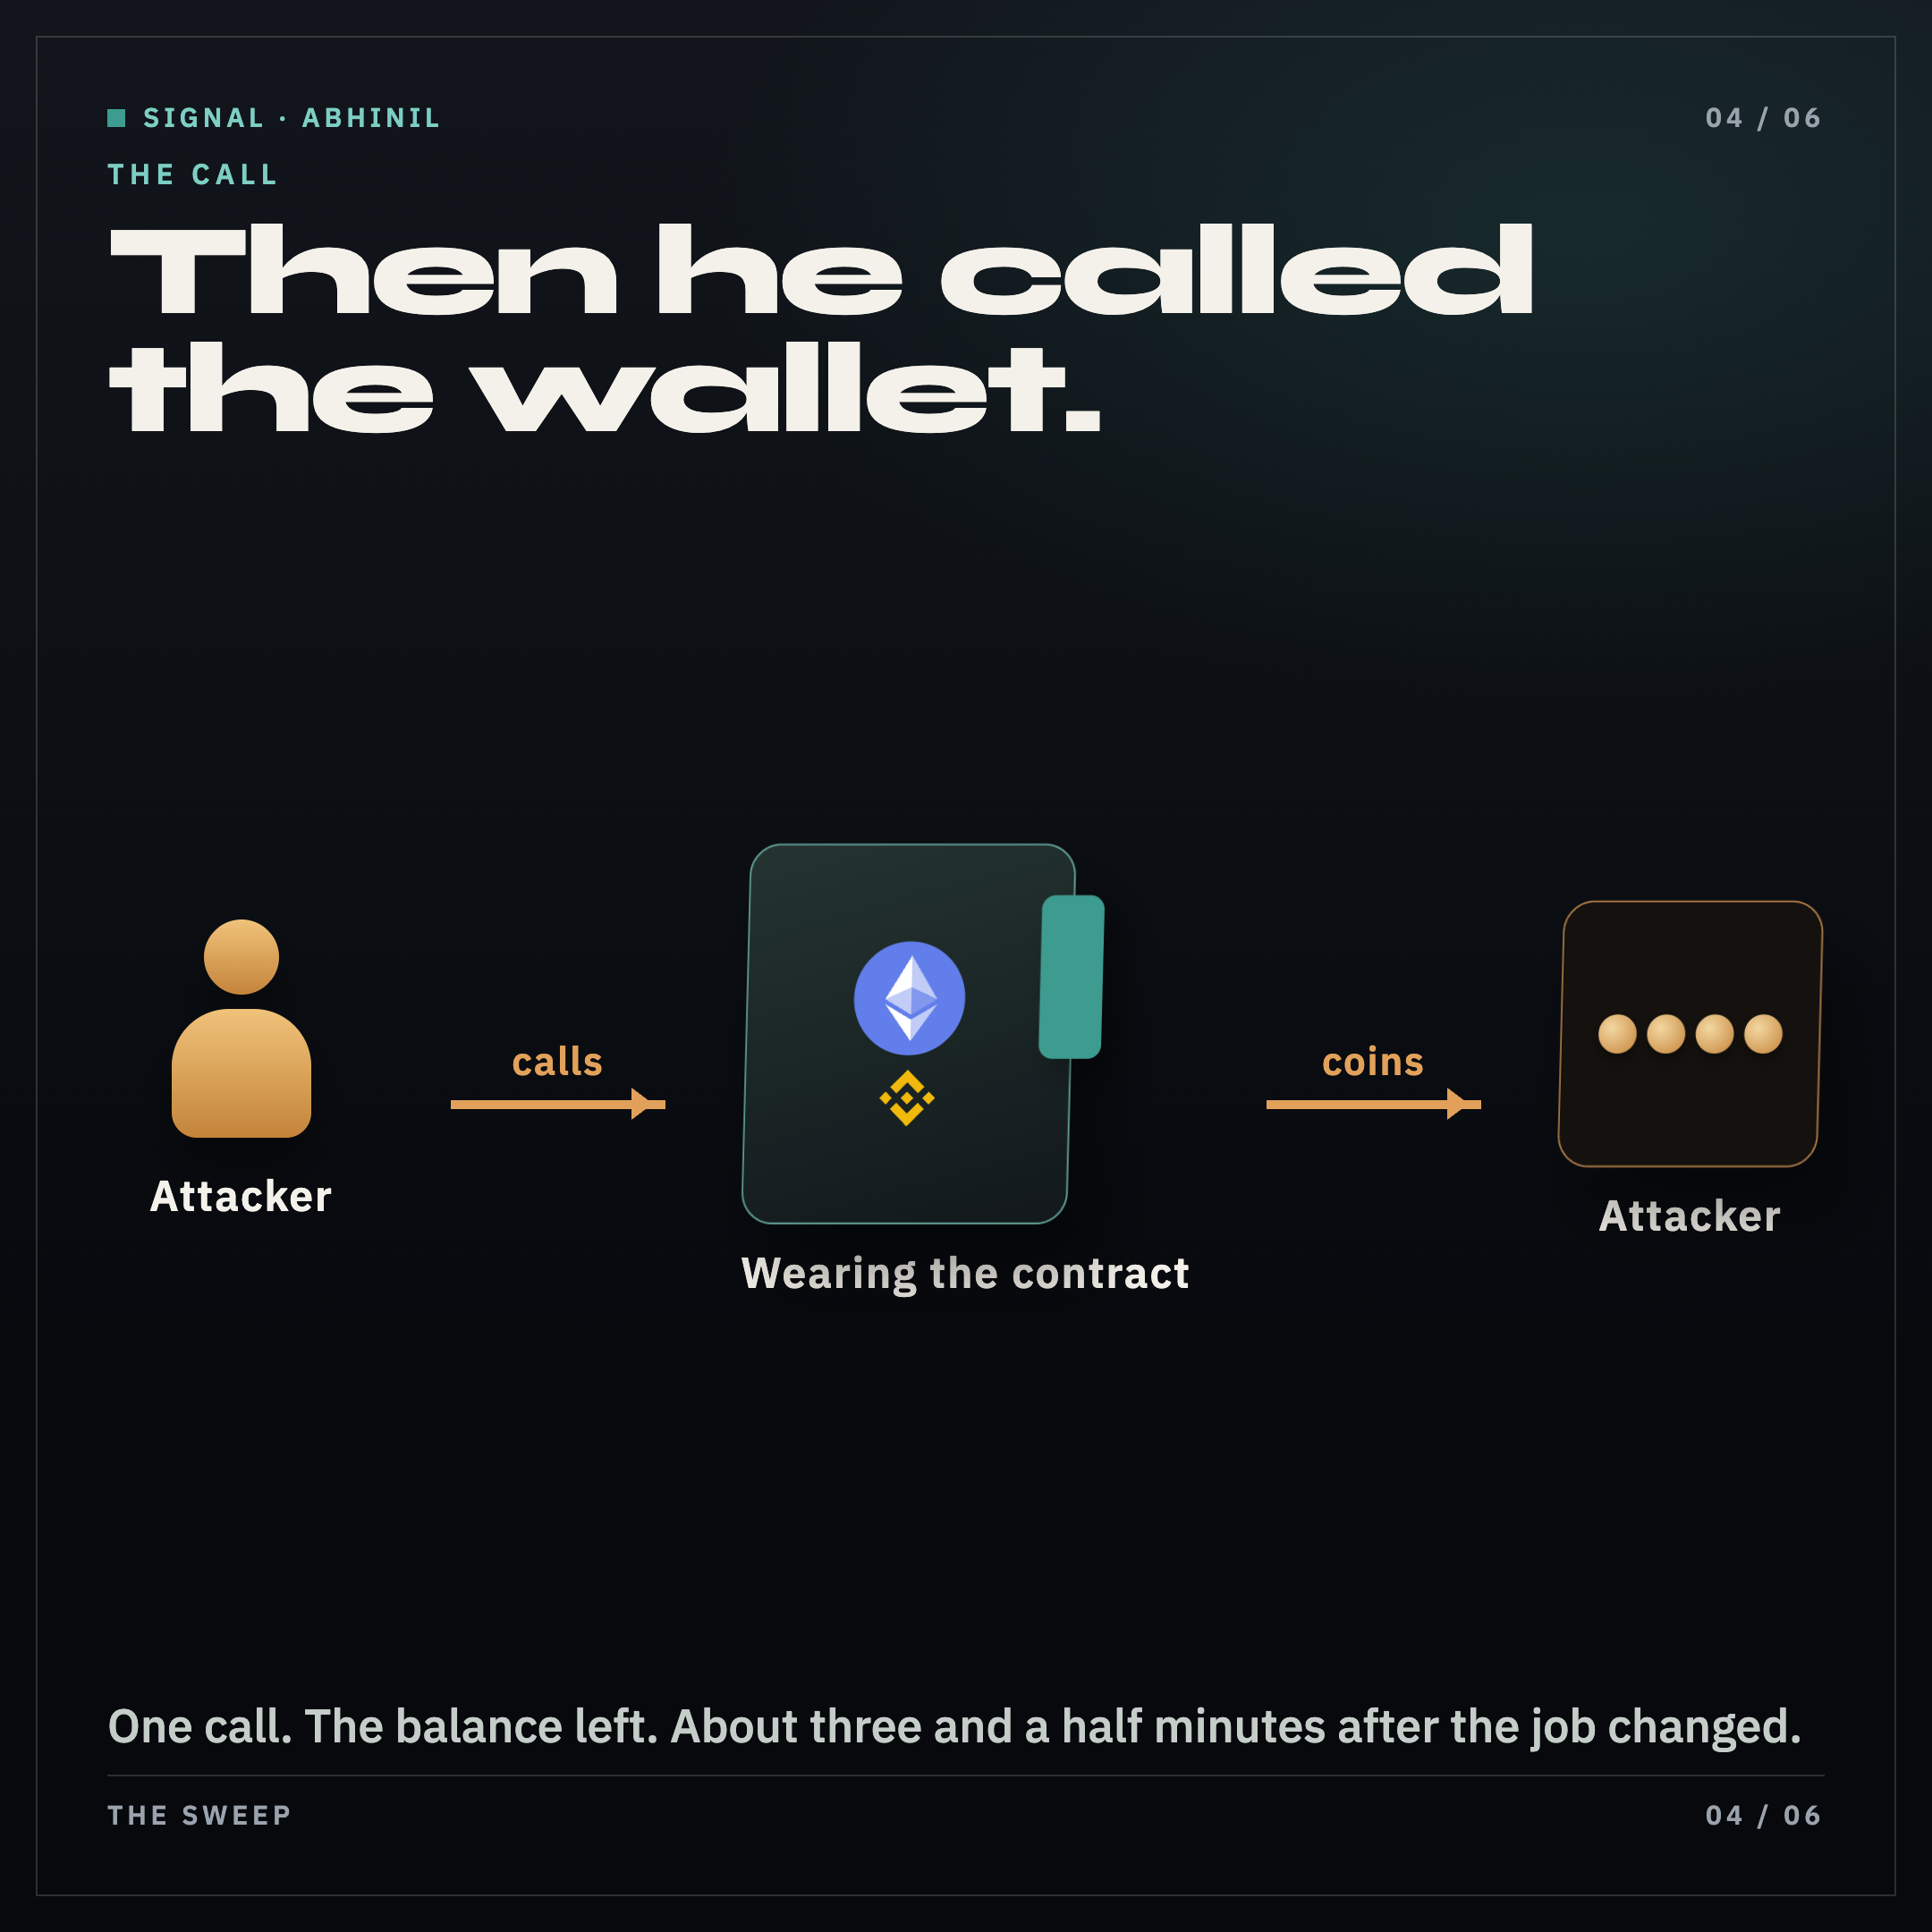 SIGNAL · ABHINIL
04 / 06
THE CALL
Then he called
the wallet.
calls
coins
Attacker
Wearing the contract
Attacker
One call. The balance left. About three and a half minutes after the job changed.
THE SWEEP
04 / 06